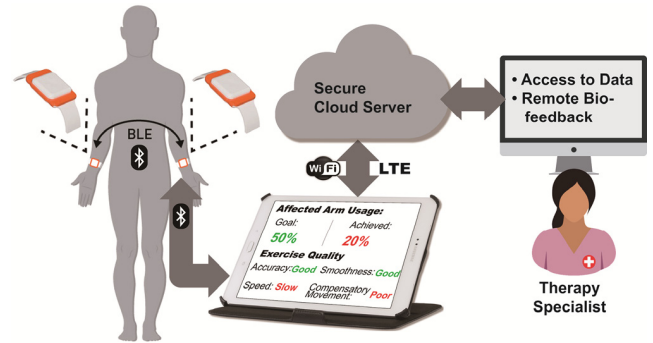 BLE
Secure
Cloud Server
• Access to Data
• Remote Bio-
feedback
WiFi LTE
Affected Arm Usage:
Goal: Achieved:
50% 20%
Exercise Quality
Accuracy:Good Smoothness:Good
Speed: Slow Compensatory
Movement: Poor
Therapy
Specialist